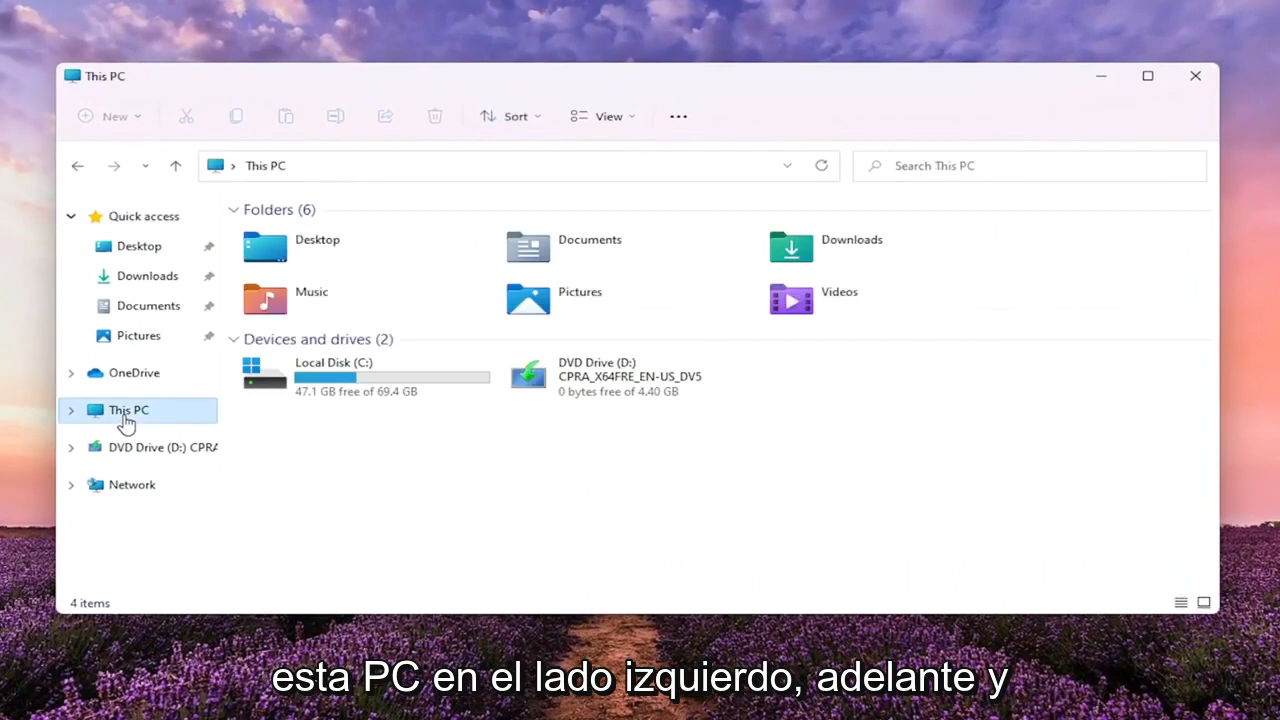 This PC
New
Sort
View
This PC
Search This PC
Quick access
Desktop
Downloads
Documents
Pictures
OneDrive
This PC
DVD Drive (D:) CPRA
Network
Folders (6)
Desktop
Documents
Downloads
Music
Pictures
Videos
Devices and drives (2)
Local Disk (C:)
47.1 GB free of 69.4 GB
DVD Drive (D:)
CPRA_X64FRE_EN-US_DV5
0 bytes free of 4.40 GB
4 items
esta PC en el lado izquierdo, adelante y